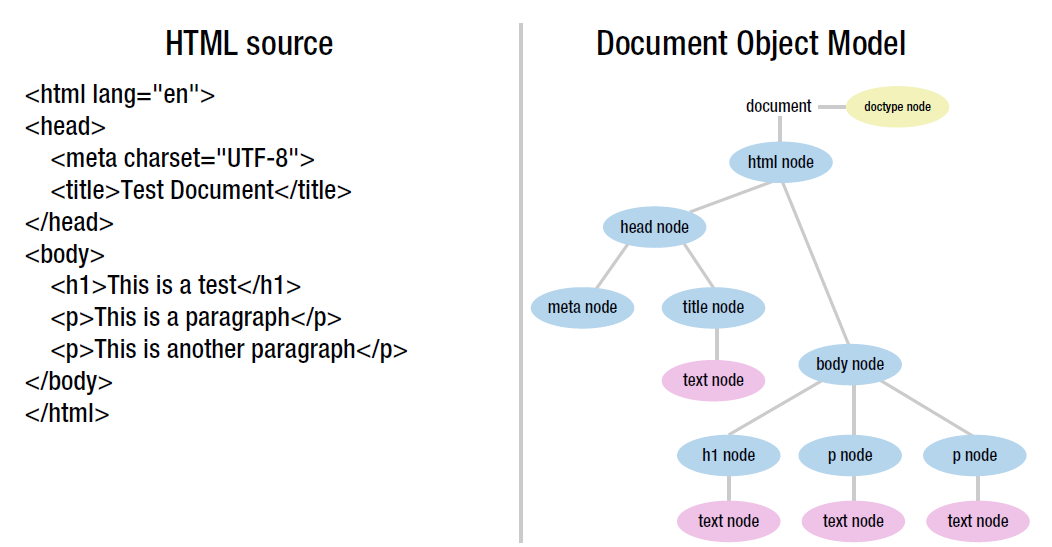 HTML source
<html lang="en">
<head>
<meta charset="UTF-8">
<title>Test Document</title>
</head>
<body>
<h1>This is a test</h1>
<p>This is a paragraph</p>
<p>This is another paragraph</p>
</body>
</html>
Document Object Model
document
doctype node
html node
head node
meta node
title node
text node
body node
h1 node
p node
p node
text node
text node
text node